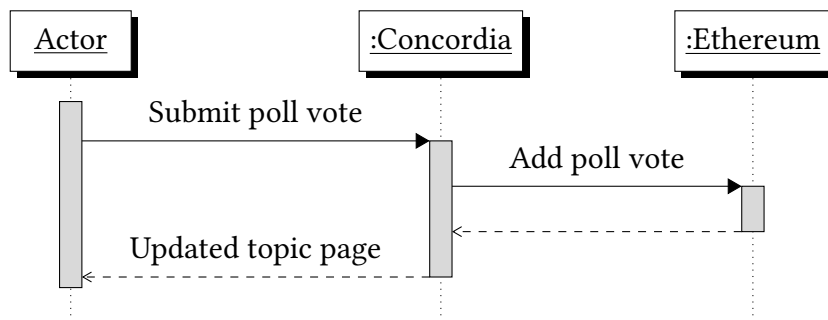 Actor
:Concordia
:Ethereum
Submit poll vote
Add poll vote
Updated topic page